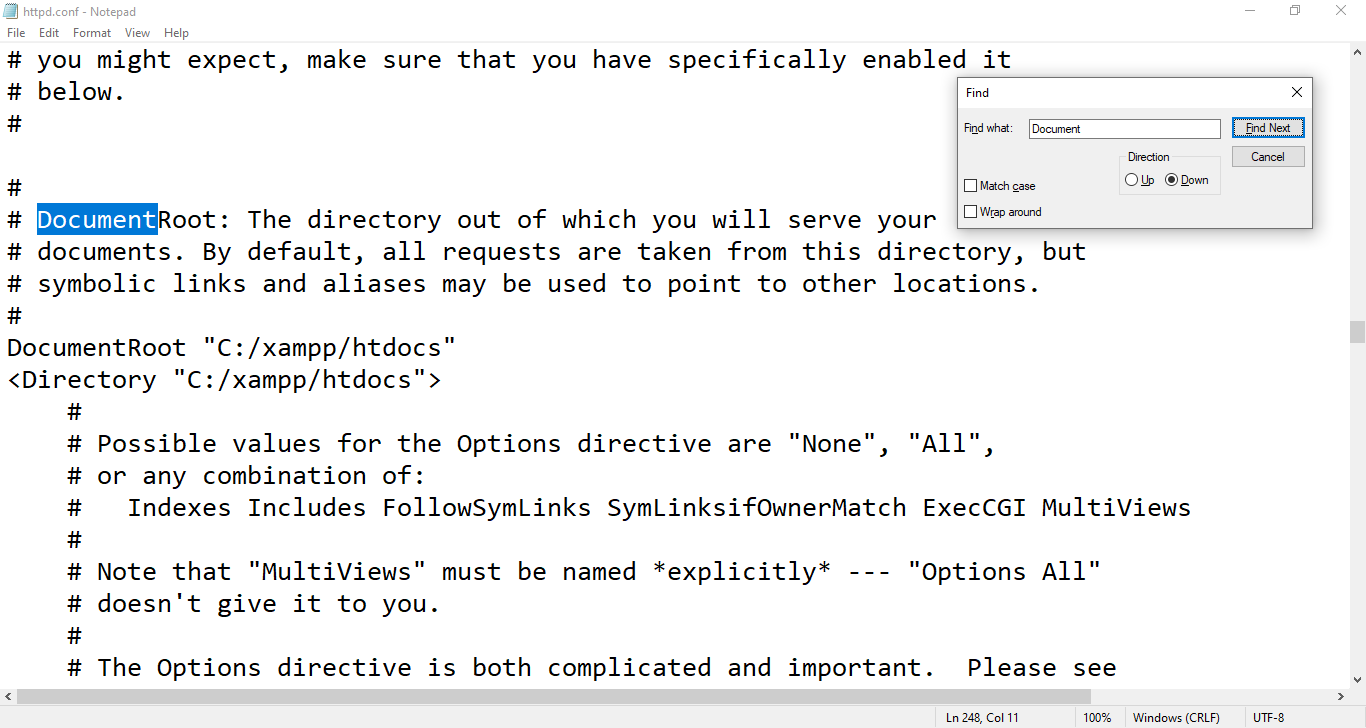 httpd.conf - Notepad
File Edit Format View Help
# you might expect, make sure that you have specifically enabled it
# below.
#
#
# DocumentRoot: The directory out of which you will serve your
# documents. By default, all requests are taken from this directory, but
# symbolic links and aliases may be used to point to other locations.
#
DocumentRoot "C:/xampp/htdocs"
<Directory "C:/xampp/htdocs">
#
# Possible values for the Options directive are "None", "All",
# or any combination of:
#   Indexes Includes FollowSymLinks SymLinksifOwnerMatch ExecCGI MultiViews
#
# Note that "MultiViews" must be named *explicitly* --- "Options All"
# doesn't give it to you.
#
# The Options directive is both complicated and important.  Please see
Find
Find what: Document Find Next
Direction Cancel
Up Down
Match case
Wrap around
Ln 248, Col 11 100% Windows (CRLF) UTF-8